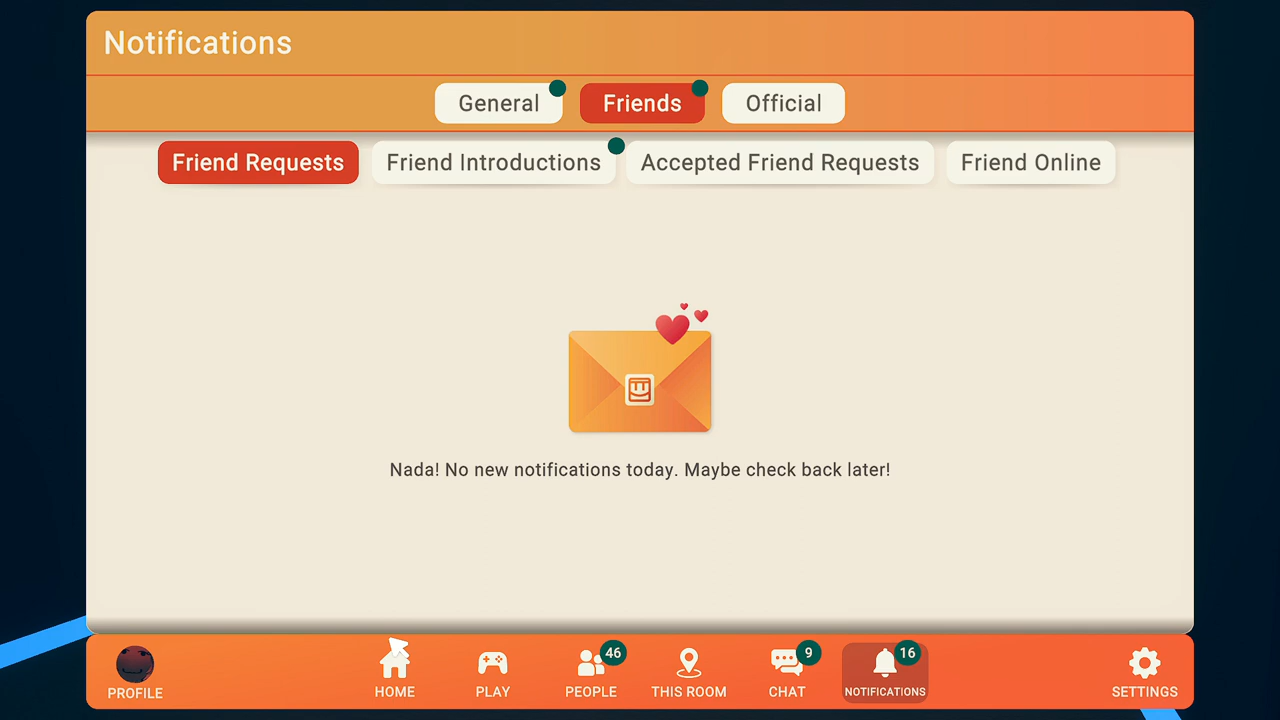 Notifications
General
Friends
Official
Friend Requests
Friend Introductions
Accepted Friend Requests
Friend Online
Nada! No new notifications today. Maybe check back later!
46
9
16
PROFILE
HOME
PLAY
PEOPLE
THIS ROOM
CHAT
NOTIFICATIONS
SETTINGS